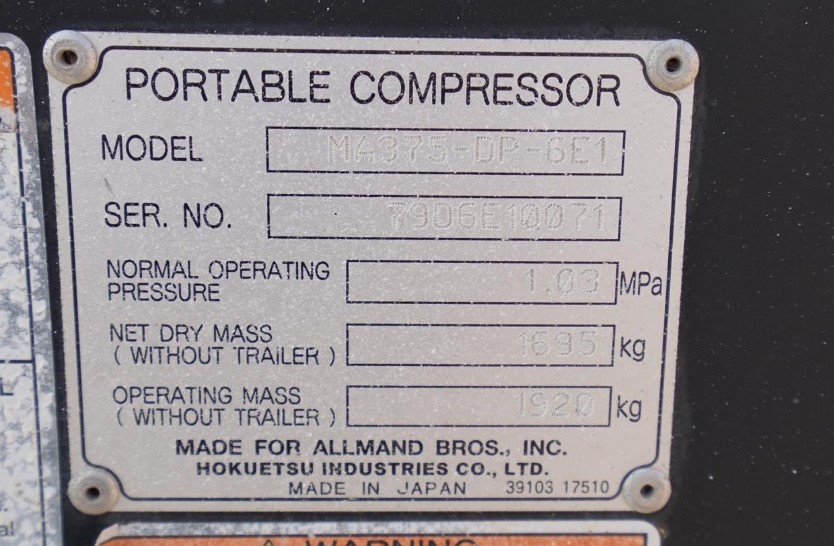 PORTABLE COMPRESSOR
MODEL MA375-DP-6E1
SER. NO. Y9D6E10071
NORMAL OPERATING PRESSURE 1.03 MPa
NET DRY MASS ( WITHOUT TRAILER ) 1695 kg
OPERATING MASS ( WITHOUT TRAILER ) 1920 kg
MADE FOR ALLMAND BROS., INC.
HOKUETSU INDUSTRIES CO., LTD.
MADE IN JAPAN 39103 17510
WARNING